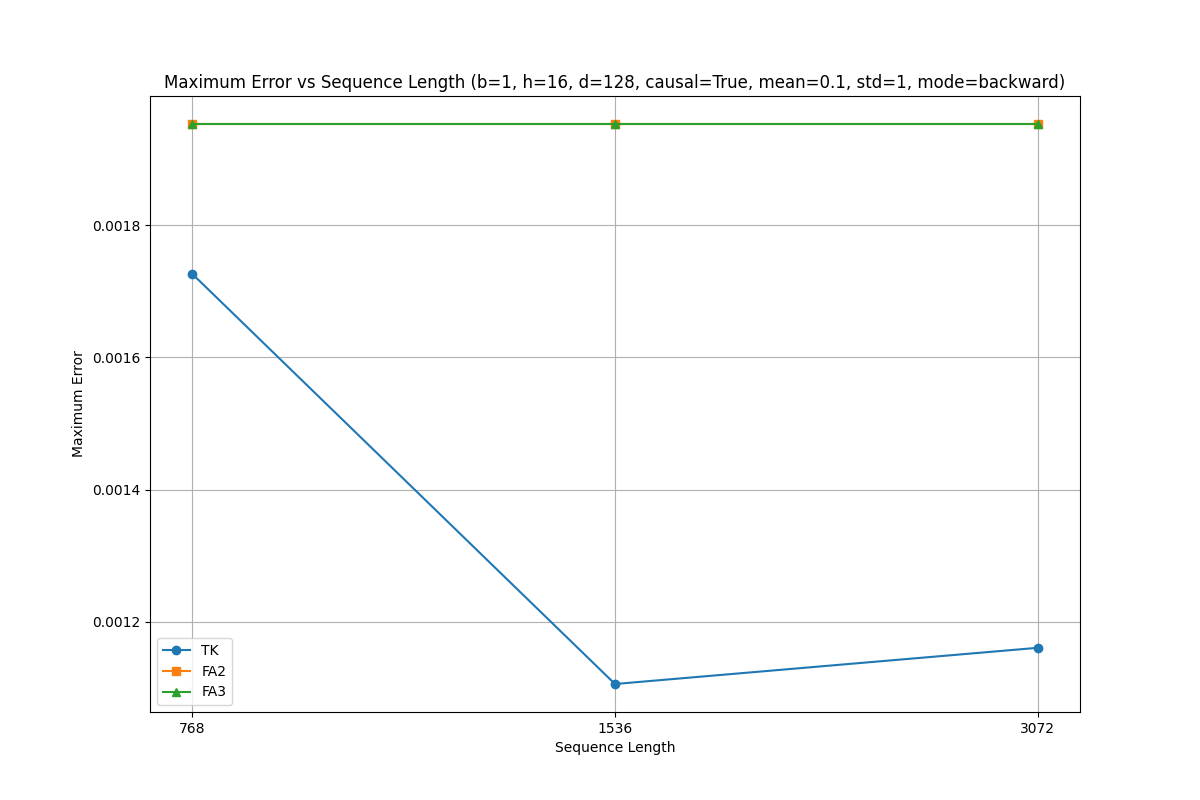 Maximum Error vs Sequence Length (b=1, h=16, d=128, causal=True, mean=0.1, std=1, mode=backward)
Maximum Error
0.0018
0.0016
0.0014
0.0012
TK
FA2
FA3
768 1536 3072
Sequence Length